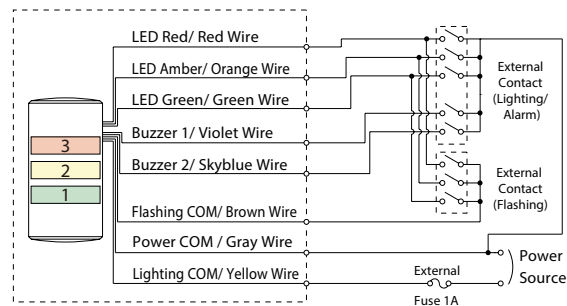 LED Red/ Red Wire
LED Amber/ Orange Wire
LED Green/ Green Wire
Buzzer 1/ Violet Wire
Buzzer 2/ Skyblue Wire
Flashing COM/ Brown Wire
Power COM / Gray Wire
Lighting COM/ Yellow Wire
3
2
1
External
Contact
(Lighting/
Alarm)
External
Contact
(Flashing)
Power
Source
External
Fuse 1A